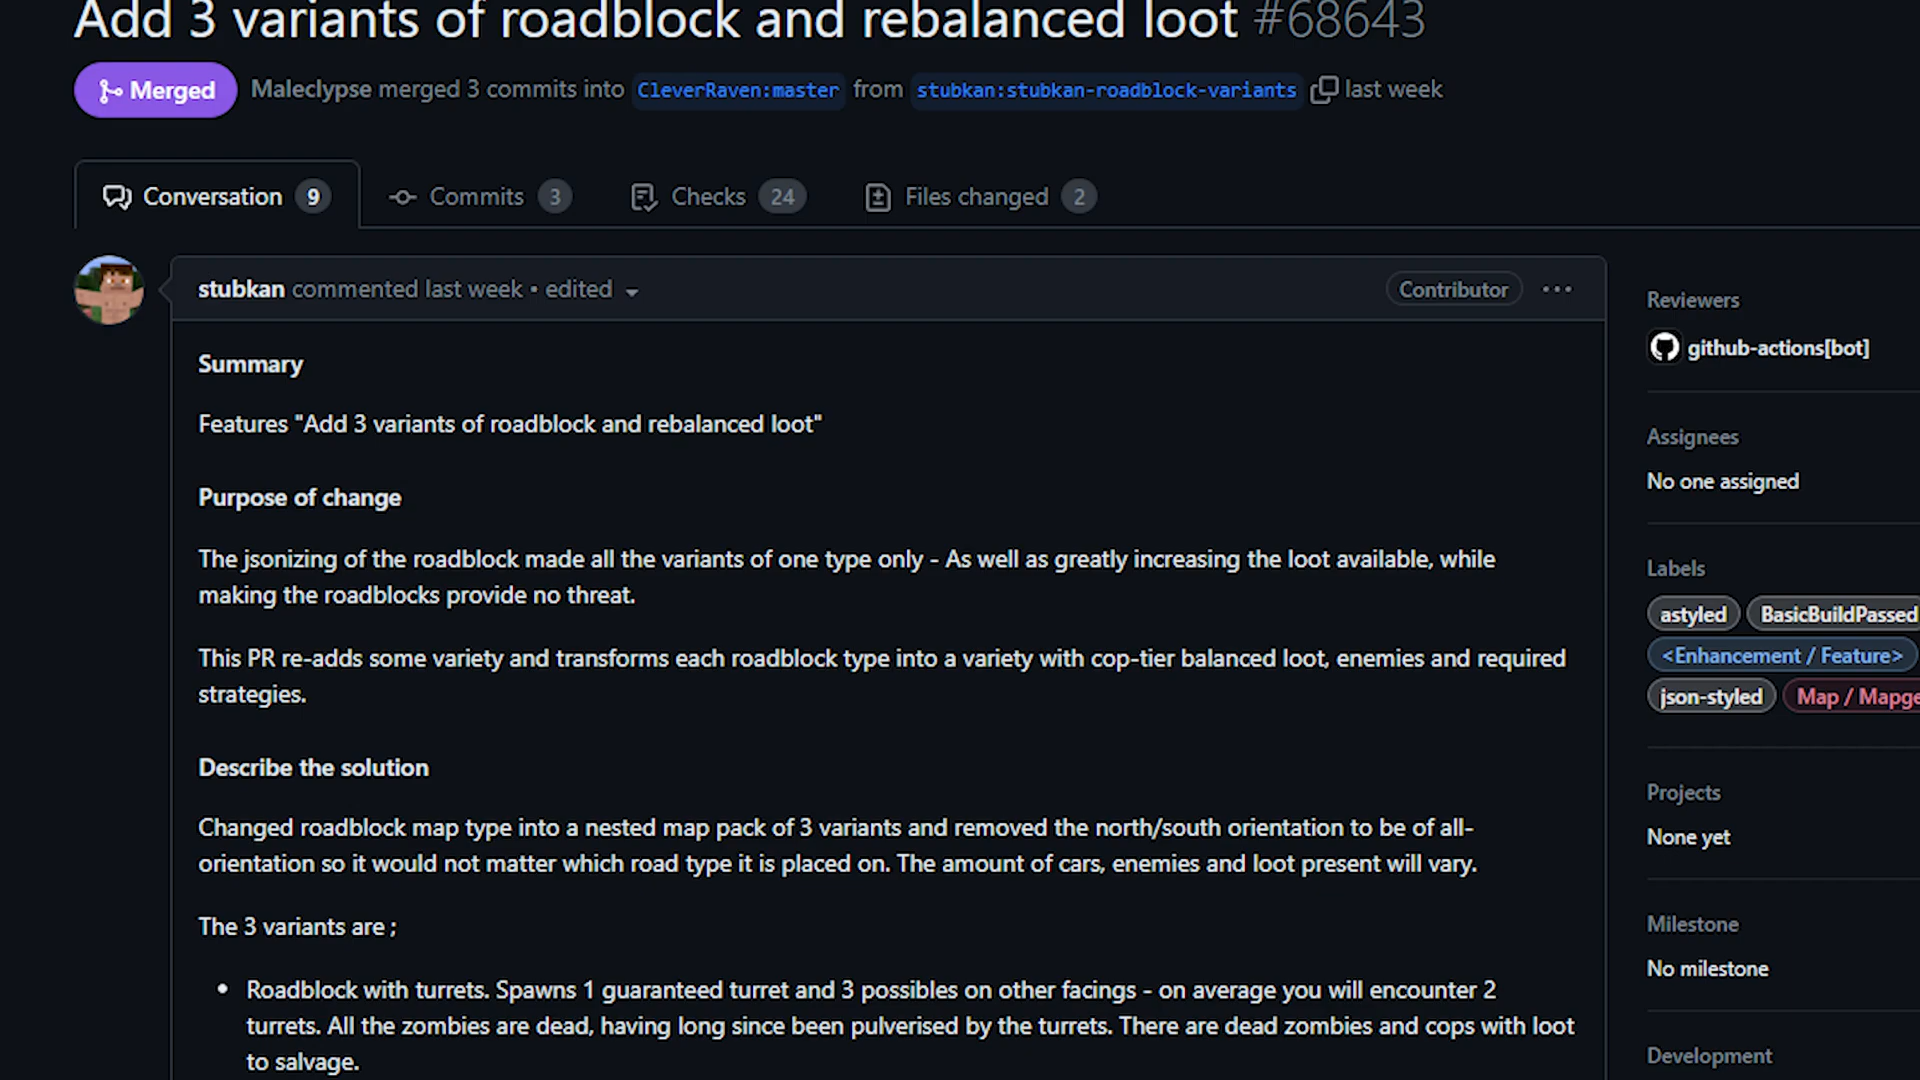 Add 3 variants of roadblock and rebalanced loot #68643
Merged Maleclypse merged 3 commits into CleverRaven:master from stubkan:stubkan-roadblock-variants last week
Conversation 9 Commits 3 Checks 24 Files changed 2
stubkan commented last week • edited Contributor ...
Summary
Features "Add 3 variants of roadblock and rebalanced loot"
Purpose of change
The jsonizing of the roadblock made all the variants of one type only - As well as greatly increasing the loot available, while
making the roadblocks provide no threat.
This PR re-adds some variety and transforms each roadblock type into a variety with cop-tier balanced loot, enemies and required
strategies.
Describe the solution
Changed roadblock map type into a nested map pack of 3 variants and removed the north/south orientation to be of all-
orientation so it would not matter which road type it is placed on. The amount of cars, enemies and loot present will vary.
The 3 variants are ;
• Roadblock with turrets. Spawns 1 guaranteed turret and 3 possibles on other facings - on average you will encounter 2
turrets. All the zombies are dead, having long since been pulverised by the turrets. There are dead zombies and cops with loot
to salvage.
Reviewers
github-actions[bot]
Assignees
No one assigned
Labels
astyled BasicBuildPassed
<Enhancement / Feature>
json-styled Map / Mapge
Projects
None yet
Milestone
No milestone
Development